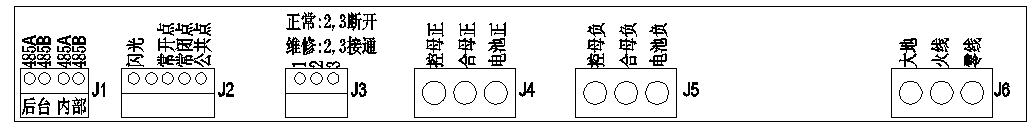 485A
485B
485A
485B
后台 内部
J1
闪光
常开点
常闭点
公共点
J2
正常:2,3断开
维修:2,3接通
1
2
3
J3
控母正
合母正
电池正
J4
控母负
合母负
电池负
J5
大地
火线
零线
J6